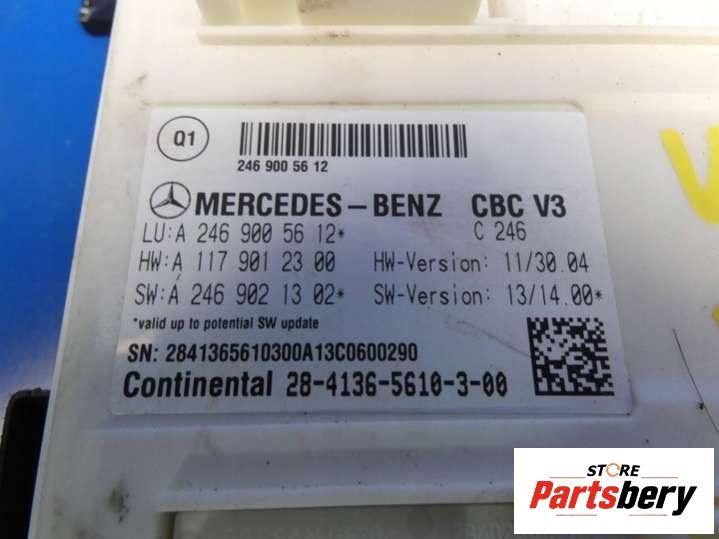 Q1
246 900 56 12
MERCEDES-BENZ CBC V3
LU:A 246 900 56 12* C 246
HW:A 117 901 23 00 HW-Version: 11/30.04
SW:A 246 902 13 02* SW-Version: 13/14.00*
*valid up to potential SW update
SN: 2841365610300A13C0600290
Continental 28-4136-5610-3-00
STORE
Partsbery